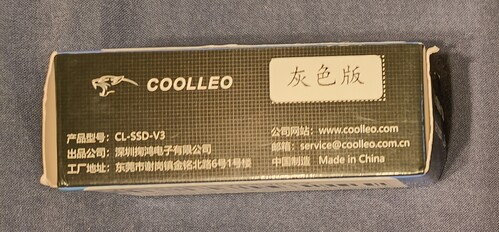 COOLLEO
灰色版
产品型号：CL-SSD-V3
出品公司：深圳掏鸿电子有限公司
工厂地址：东莞市谢岗镇金铭北路6号1号楼
公司网站：www.coolleo.com
邮箱：service@coolleo.com.cn
中国制造 Made in China